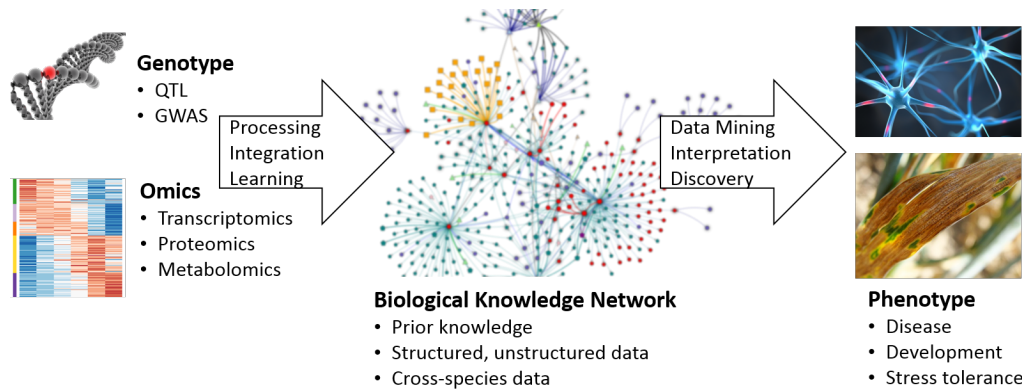 Genotype
• QTL
• GWAS
Omics
• Transcriptomics
• Proteomics
• Metabolomics
Processing
Integration
Learning
Biological Knowledge Network
• Prior knowledge
• Structured, unstructured data
• Cross-species data
Data Mining
Interpretation
Discovery
Phenotype
• Disease
• Development
• Stress tolerance